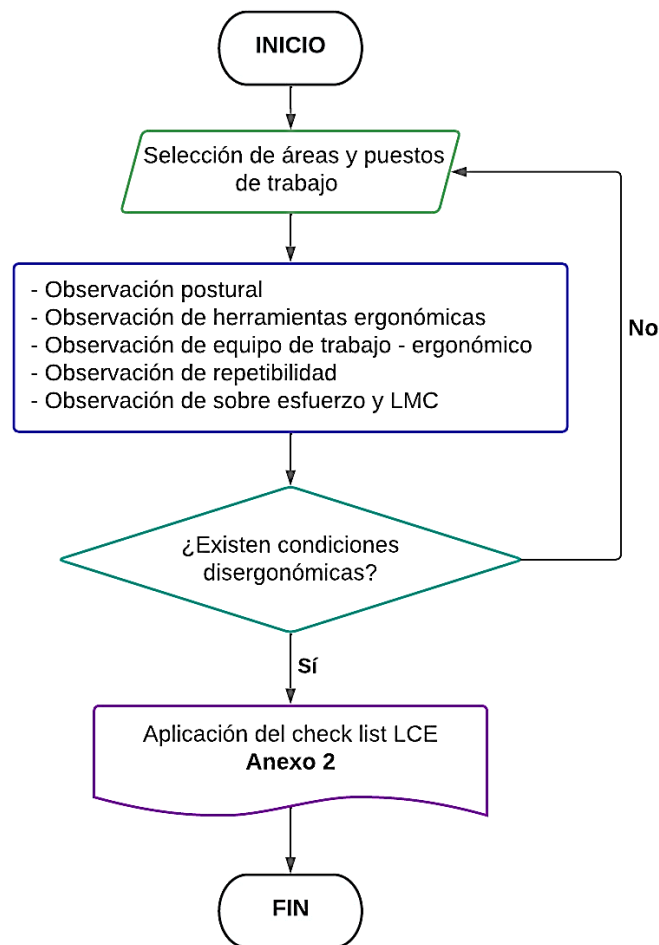 INICIO
Selección de áreas y puestos
de trabajo
- Observación postural
- Observación de herramientas ergonómicas
- Observación de equipo de trabajo - ergonómico
- Observación de repetibilidad
- Observación de sobre esfuerzo y LMC
No
¿Existen condiciones
disergonómicas?
Sí
Aplicación del check list LCE
Anexo 2
FIN